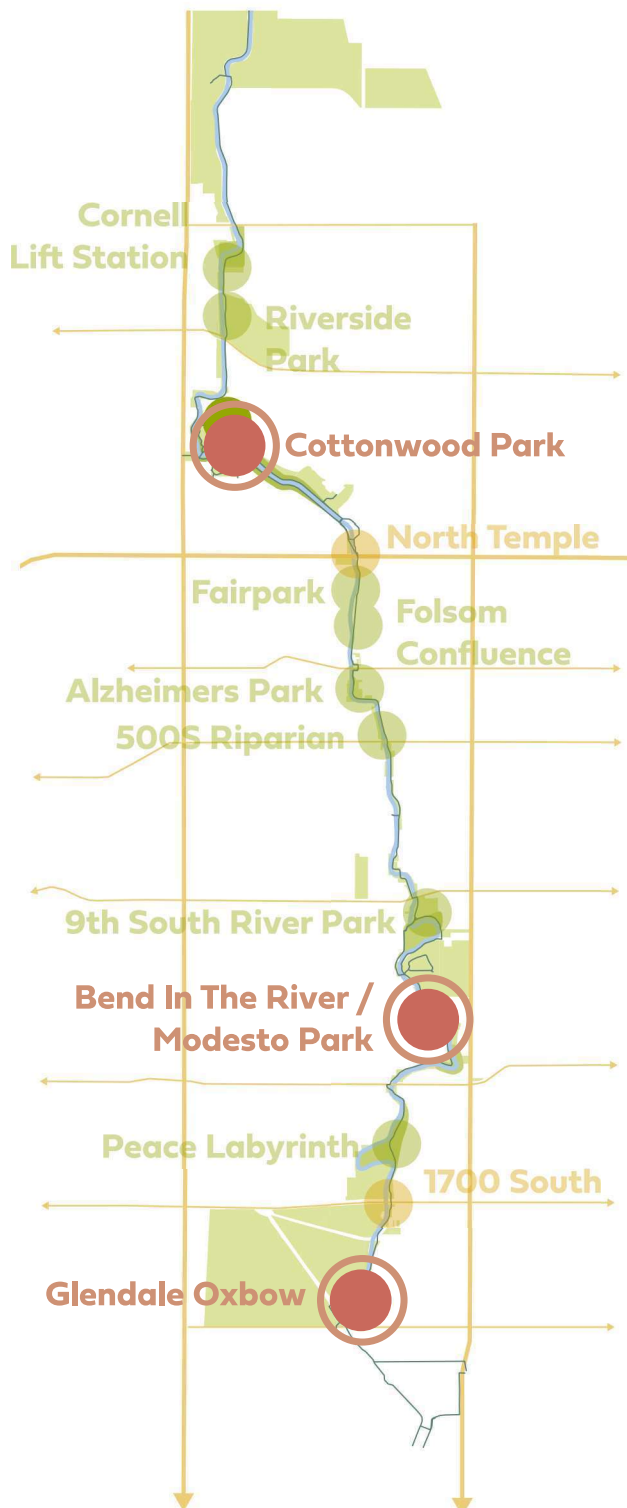 Cornell
Lift Station
Riverside
Park
Cottonwood Park
North Temple
Fairpark
Folsom
Confluence
Alzheimers Park
500S Riparian
9th South River Park
Bend In The River /
Modesto Park
Peace Labyrinth
1700 South
Glendale Oxbow